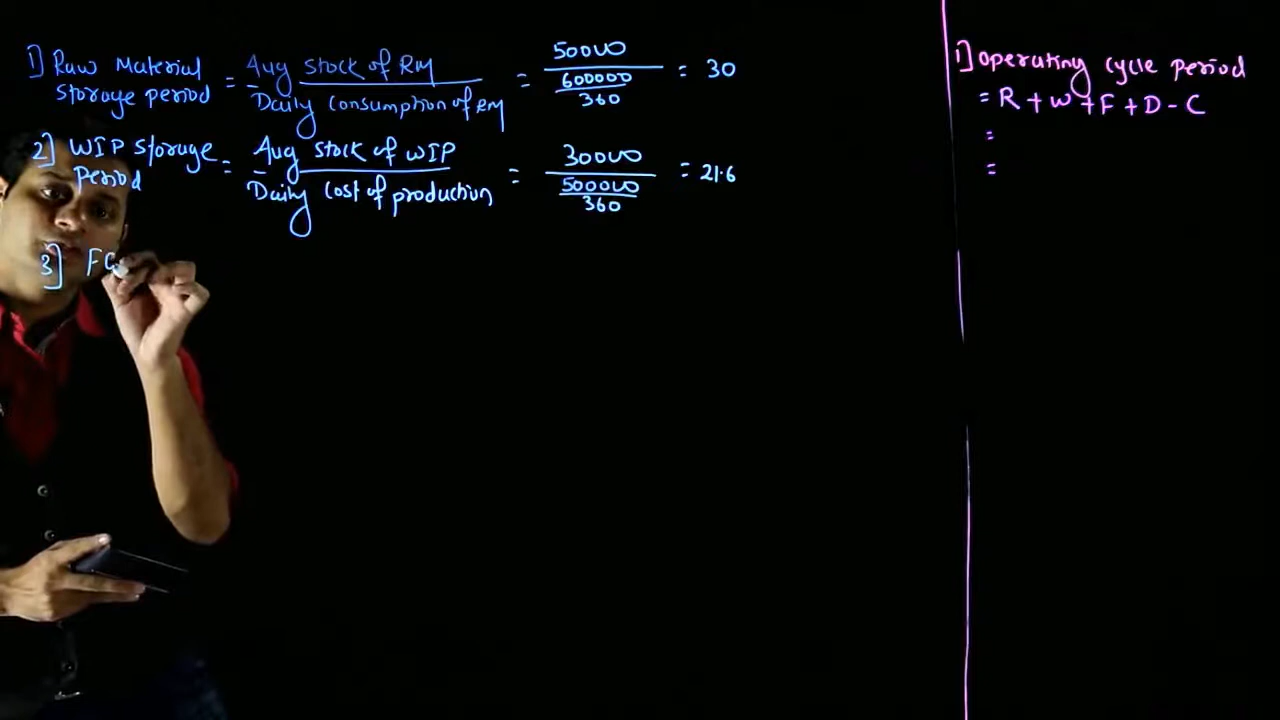 1] Raw Material storage period = Avg stock of RM / Daily consumption of RM = 50000 / 600000 / 360 = 30
2] WIP storage period = Avg stock of WIP / Daily cost of production = 30000 / 500000 / 360 = 21.6
3] FG
1] Operating cycle period
= R + W + F + D - C
=
=